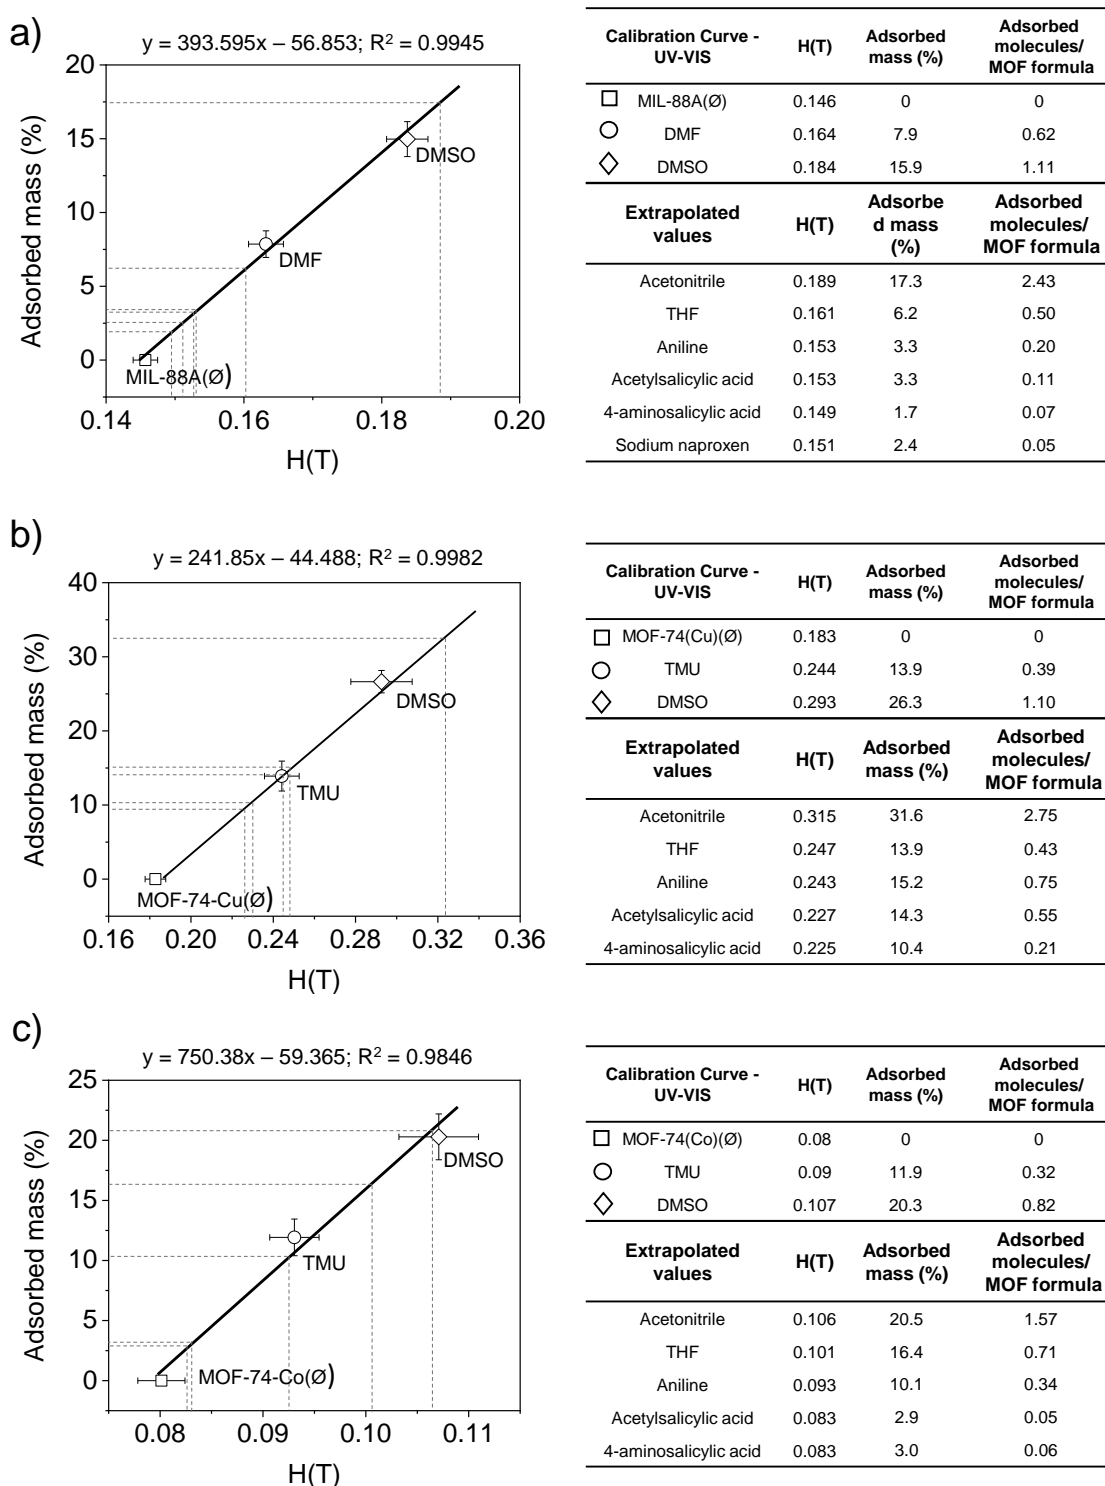 a)
y = 393.595x – 56.853; R² = 0.9945
Adsorbed mass (%)
20
15
10
5
0
DMSO
DMF
MIL-88A(Ø)
0.14 0.16 0.18 0.20
H(T)
Calibration Curve - UV-VIS H(T) Adsorbed mass (%) Adsorbed molecules/ MOF formula
MIL-88A(Ø) 0.146 0 0
DMF 0.164 7.9 0.62
DMSO 0.184 15.9 1.11
Extrapolated values H(T) Adsorbe d mass (%) Adsorbed molecules/ MOF formula
Acetonitrile 0.189 17.3 2.43
THF 0.161 6.2 0.50
Aniline 0.153 3.3 0.20
Acetylsalicylic acid 0.153 3.3 0.11
4-aminosalicylic acid 0.149 1.7 0.07
Sodium naproxen 0.151 2.4 0.05
b)
y = 241.85x – 44.488; R² = 0.9982
Adsorbed mass (%)
40
30
20
10
0
DMSO
TMU
MOF-74-Cu(Ø)
0.16 0.20 0.24 0.28 0.32 0.36
H(T)
Calibration Curve - UV-VIS H(T) Adsorbed mass (%) Adsorbed molecules/ MOF formula
MOF-74(Cu)(Ø) 0.183 0 0
TMU 0.244 13.9 0.39
DMSO 0.293 26.3 1.10
Extrapolated values H(T) Adsorbed mass (%) Adsorbed molecules/ MOF formula
Acetonitrile 0.315 31.6 2.75
THF 0.247 13.9 0.43
Aniline 0.243 15.2 0.75
Acetylsalicylic acid 0.227 14.3 0.55
4-aminosalicylic acid 0.225 10.4 0.21
c)
y = 750.38x – 59.365; R² = 0.9846
Adsorbed mass (%)
25
20
15
10
5
0
DMSO
TMU
MOF-74-Co(Ø)
0.08 0.09 0.10 0.11
H(T)
Calibration Curve - UV-VIS H(T) Adsorbed mass (%) Adsorbed molecules/ MOF formula
MOF-74(Co)(Ø) 0.08 0 0
TMU 0.09 11.9 0.32
DMSO 0.107 20.3 0.82
Extrapolated values H(T) Adsorbed mass (%) Adsorbed molecules/ MOF formula
Acetonitrile 0.106 20.5 1.57
THF 0.101 16.4 0.71
Aniline 0.093 10.1 0.34
Acetylsalicylic acid 0.083 2.9 0.05
4-aminosalicylic acid 0.083 3.0 0.06